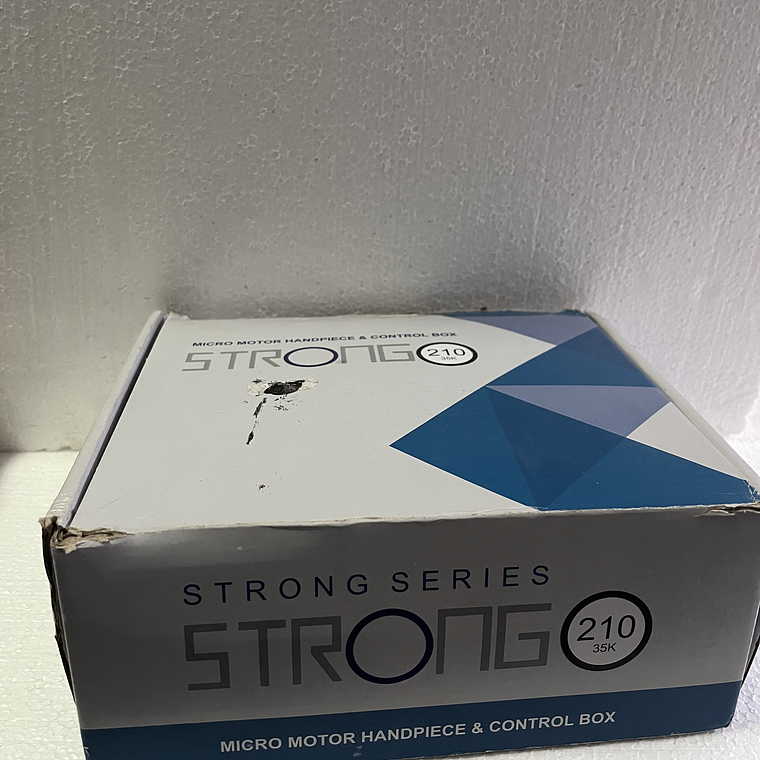 MICRO MOTOR HANDPIECE & CONTROL BOX
STRONG 210
35K
STRONG SERIES
STRONG 210
35K
MICRO MOTOR HANDPIECE & CONTROL BOX